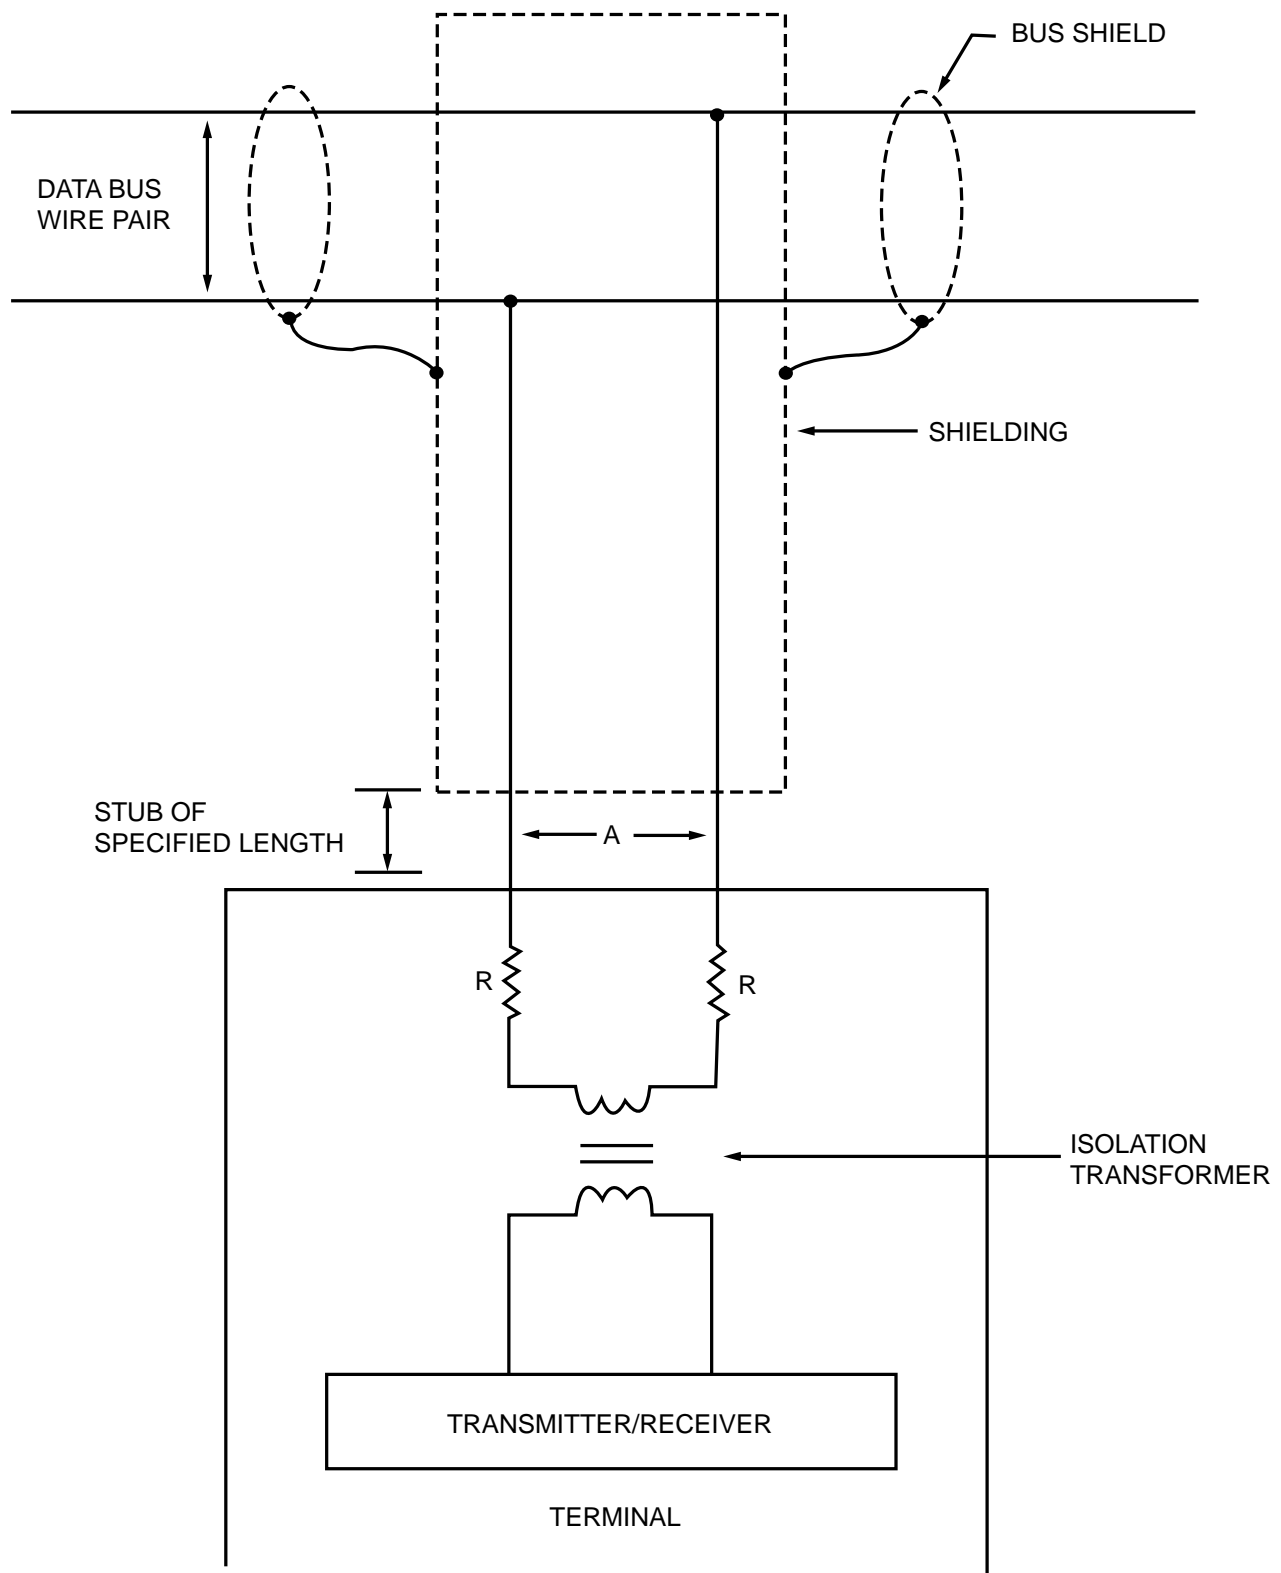 BUS SHIELD
DATA BUS
WIRE PAIR
SHIELDING
STUB OF
SPECIFIED LENGTH
A
R
R
ISOLATION
TRANSFORMER
TRANSMITTER/RECEIVER
TERMINAL